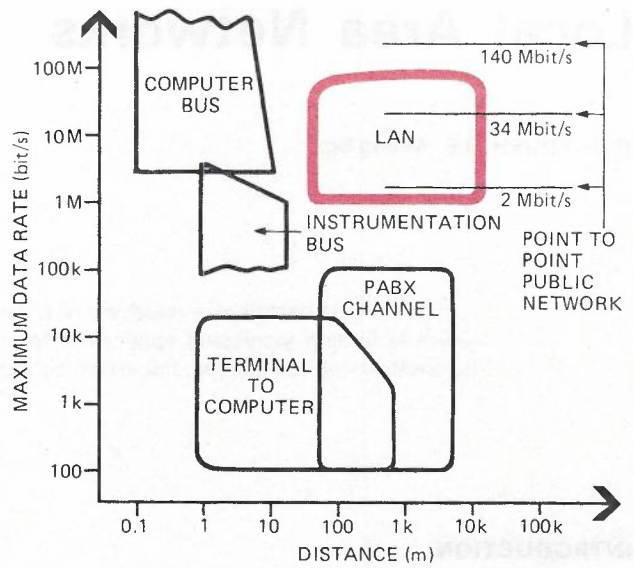 Local Area Networks
MAXIMUM DATA RATE (bit/s)
100M
10M
1M
100k
10k
1k
100
COMPUTER
BUS
LAN
140 Mbit/s
34 Mbit/s
2 Mbit/s
INSTRUMENTATION
BUS
POINT TO
POINT
PUBLIC
NETWORK
PABX
CHANNEL
TERMINAL
TO
COMPUTER
0.1 1 10 100 1k 10k 100k
DISTANCE (m)
INTRODUCTION